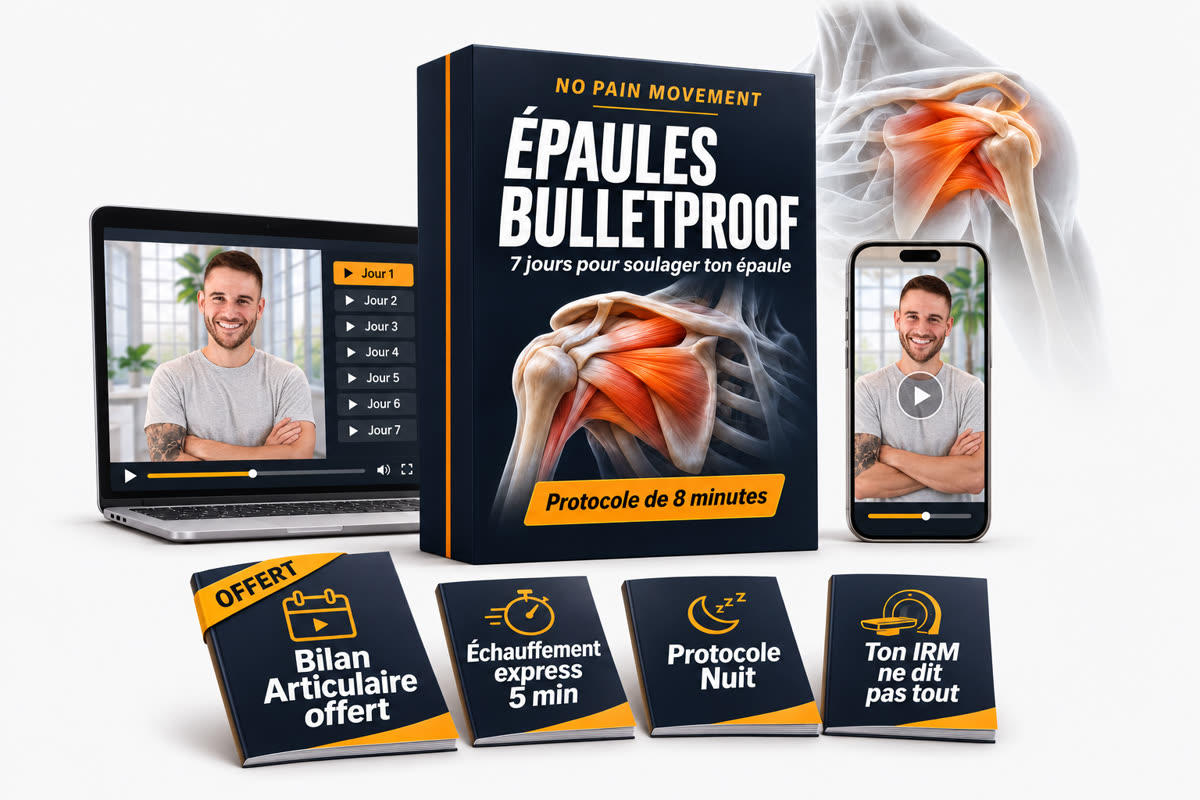 NO PAIN MOVEMENT
ÉPAULES
BULLETPROOF
7 jours pour soulager ton épaule
Protocole de 8 minutes
Jour 1
Jour 2
Jour 3
Jour 4
Jour 5
Jour 6
Jour 7
OFFERT
Bilan
Articulaire
offert
Échauffement
express
5 min
zzz
Protocole
Nuit
Ton IRM
ne dit
pas tout